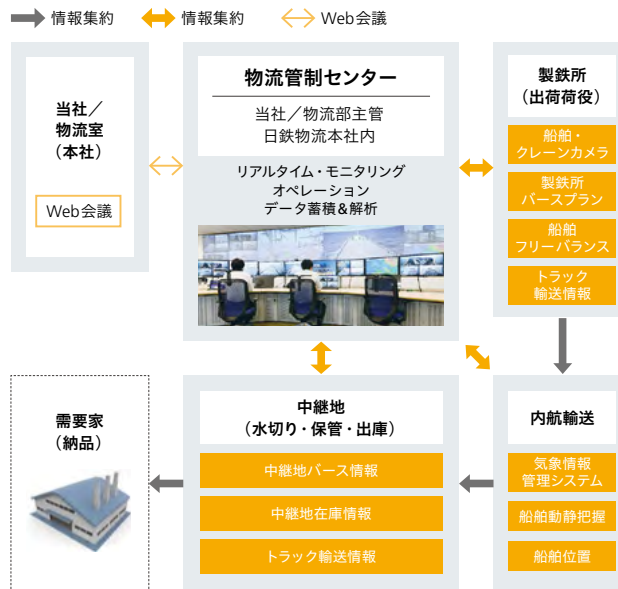 情報集約
情報集約
Web会議
当社／
物流室
（本社）
Web会議
物流管制センター
当社／物流部主管
日鉄物流本社内
リアルタイム・モニタリング
オペレーション
データ蓄積&解析
製鉄所
（出荷荷役）
船舶・
クレーンカメラ
製鉄所
バースプラン
船舶
フリーバランス
トラック
輸送情報
需要家
（納品）
中継地
（水切り・保管・出庫）
中継地バース情報
中継地在庫情報
トラック輸送情報
内航輸送
気象情報
管理システム
船舶動静把握
船舶位置